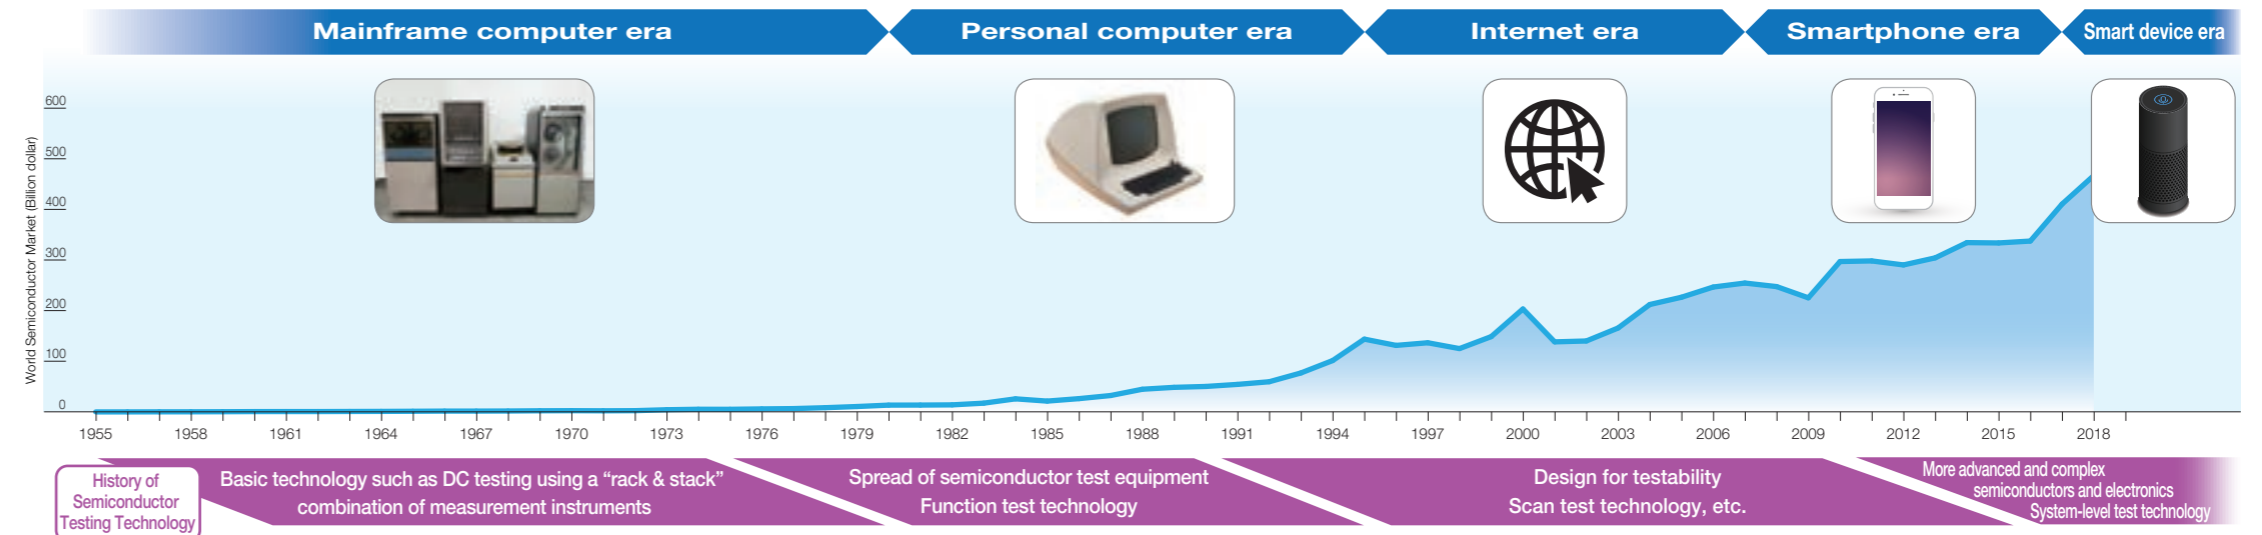 Mainframe computer era
Personal computer era
Internet era
Smartphone era
Smart device era
World Semiconductor Market (Billion dollar)
600
500
400
300
200
100
0
1955
1958
1961
1964
1967
1970
1973
1976
1979
1982
1985
1988
1991
1994
1997
2000
2003
2006
2009
2012
2015
2018
History of
Semiconductor
Testing Technology
Basic technology such as DC testing using a “rack & stack”
combination of measurement instruments
Spread of semiconductor test equipment
Function test technology
Design for testability
Scan test technology, etc.
More advanced and complex
semiconductors and electronics
System-level test technology